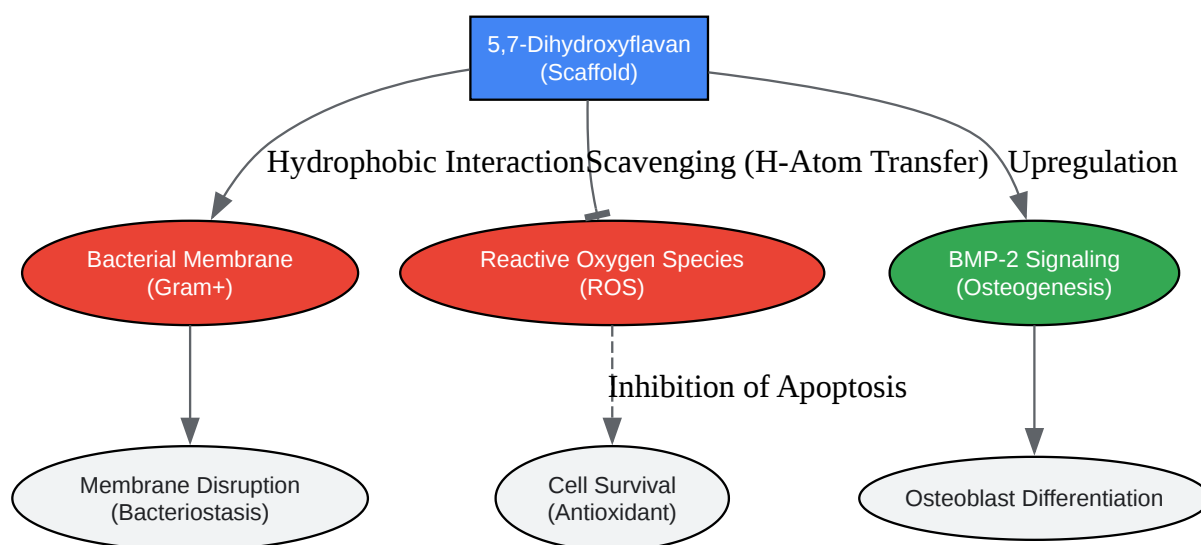 5,7-Dihydroxyflavan
(Scaffold)
Hydrophobic Interaction
Scavenging (H-Atom Transfer)
Upregulation
Bacterial Membrane
(Gram+)
Reactive Oxygen Species
(ROS)
BMP-2 Signaling
(Osteogenesis)
Inhibition of Apoptosis
Membrane Disruption
(Bacteriostasis)
Cell Survival
(Antioxidant)
Osteoblast Differentiation